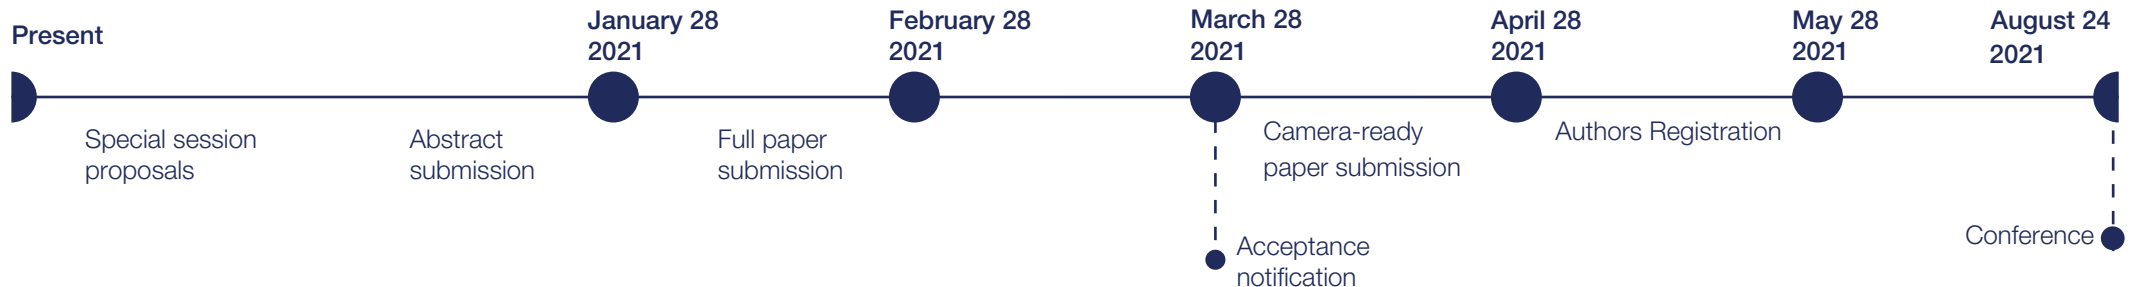 Present
January 28
2021
February 28
2021
March 28
2021
April 28
2021
May 28
2021
August 24
2021
Special session
proposals
Abstract
submission
Full paper
submission
Camera-ready
paper submission
Authors Registration
Acceptance
notification
Conference